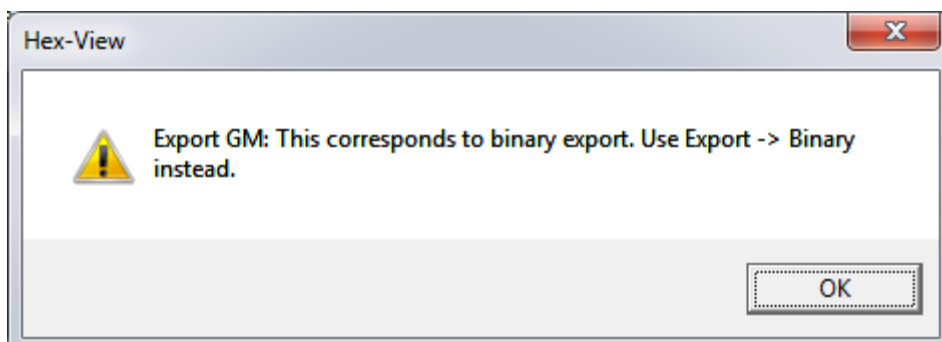 Hex-View
Export GM: This corresponds to binary export. Use Export -> Binary
instead.
OK